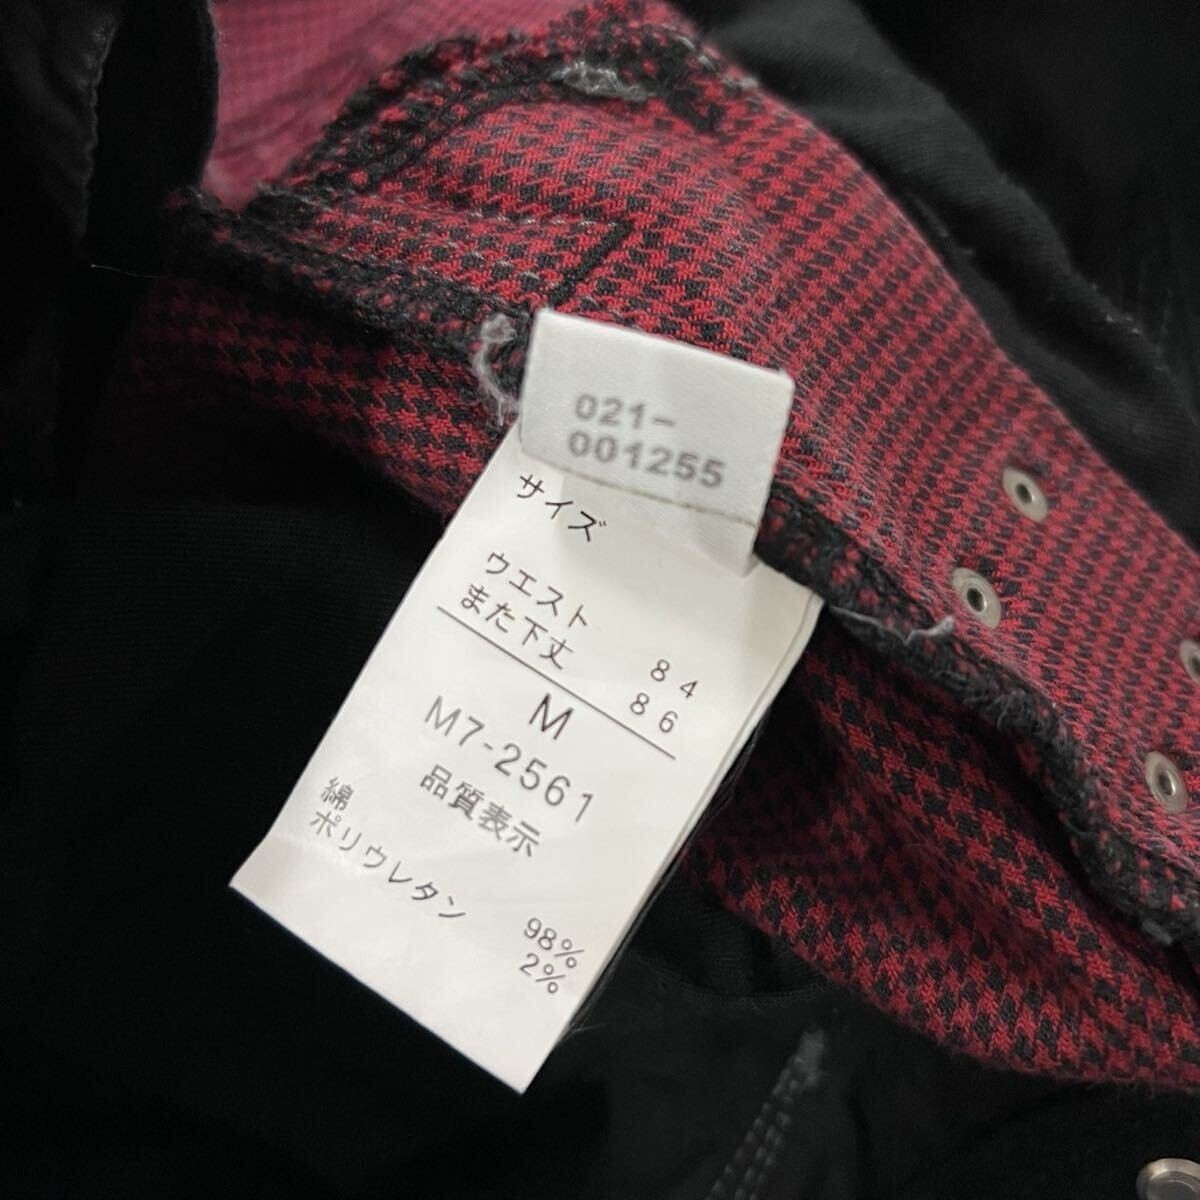 021-
001255
サイズ
ウエスト 84
また下丈 86
M
M7-2561
品質表示
綿 98%
ポリウレタン 2%